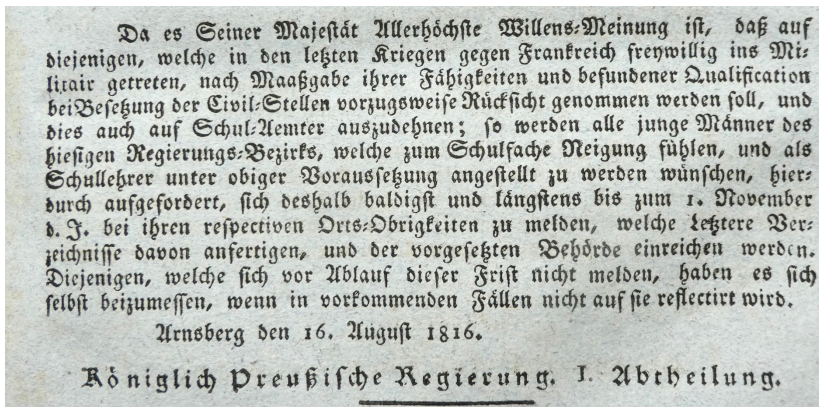 Da es Seiner Majestät Allerhöchste Willens-Meinung ist, daß auf
diejenigen, welche in den letzten Kriegen gegen Frankreich freywillig ins Mi-
litair getreten, nach Maaßgabe ihrer Fähigkeiten und befundener Qualification
bei Besetzung der Civil-Stellen vorzugsweise Rücksicht genommen werden soll, und
dies auch auf Schul-Aemter auszudehnen; so werden alle junge Männer des
hiesigen Regierungs-Bezirks, welche zum Schulfache Neigung fühlen, und als
Schullehrer unter obiger Voraussetzung angestellt zu werden wünschen, hier-
durch aufgefordert, sich deshalb baldigst und längstens bis zum 1. November
d. J. bei ihren respectiven Orts-Obrigkeiten zu melden, welche Letztere Ver-
zeichnisse davon anfertigen, und der vorgesetzten Behörde einreichen werden.
Diejenigen, welche sich vor Ablauf dieser Frist nicht melden, haben es sich
selbst beizumessen, wenn in vorkommenden Fällen nicht auf sie reflectirt wird.
Arnsberg den 16. August 1816.
Königlich Preußische Regierung. I. Abtheilung.